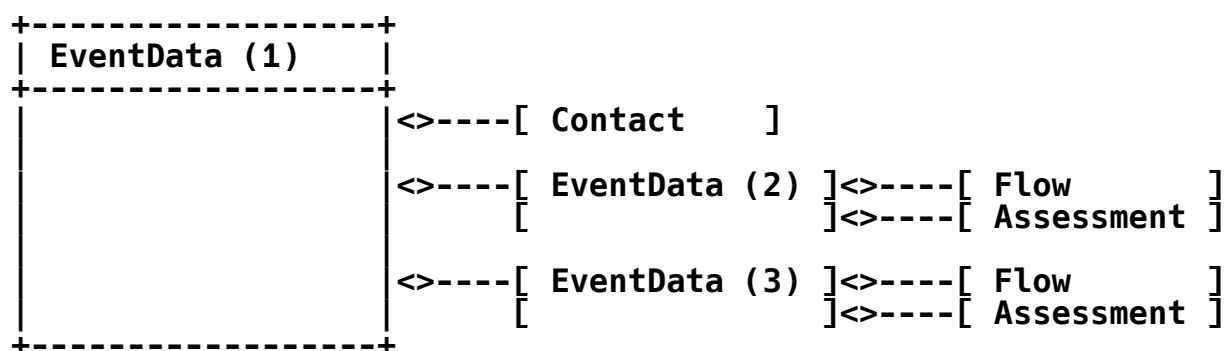 +------------------+
| EventData (1)    |
+------------------+
|                  |<>----[ Contact    ]
|                  |
|                  |<>----[ EventData (2) ]<>----[ Flow       ]
|                  |      [               ]<>----[ Assessment ]
|                  |
|                  |<>----[ EventData (3) ]<>----[ Flow       ]
|                  |      [               ]<>----[ Assessment ]
+------------------+